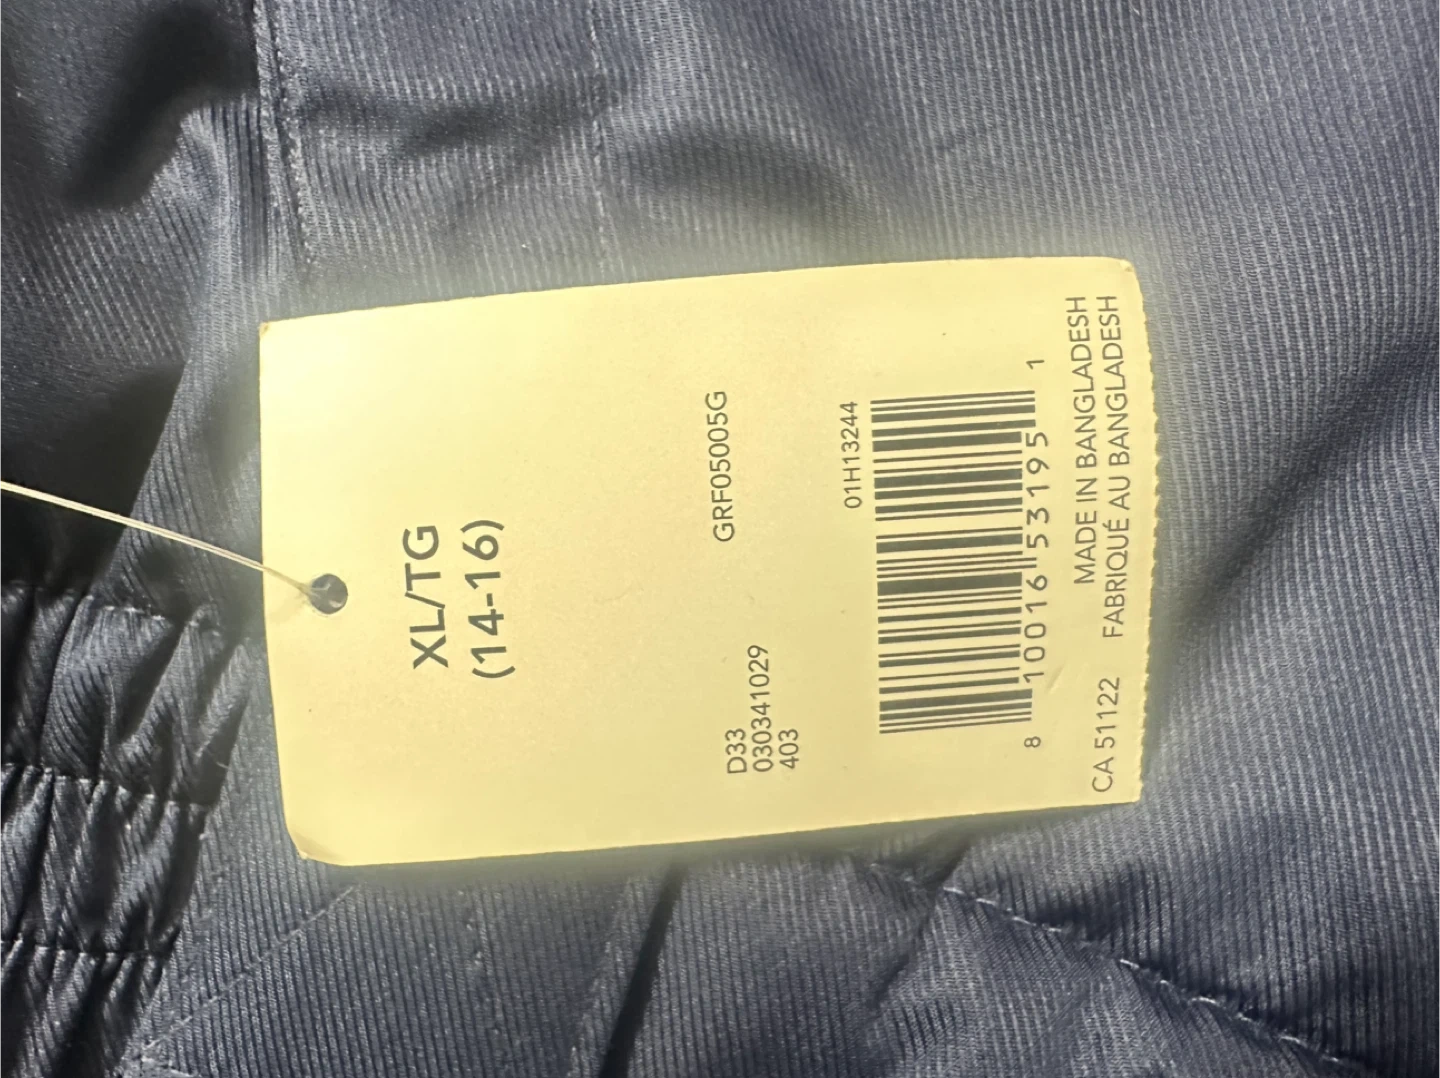 XL/TG
(14-16)
GRF05005G
D33
030341029
403
01H13244
8 10016 53195 1
MADE IN BANGLADESH
CA 51122 FABRIQUÉ AU BANGLADESH